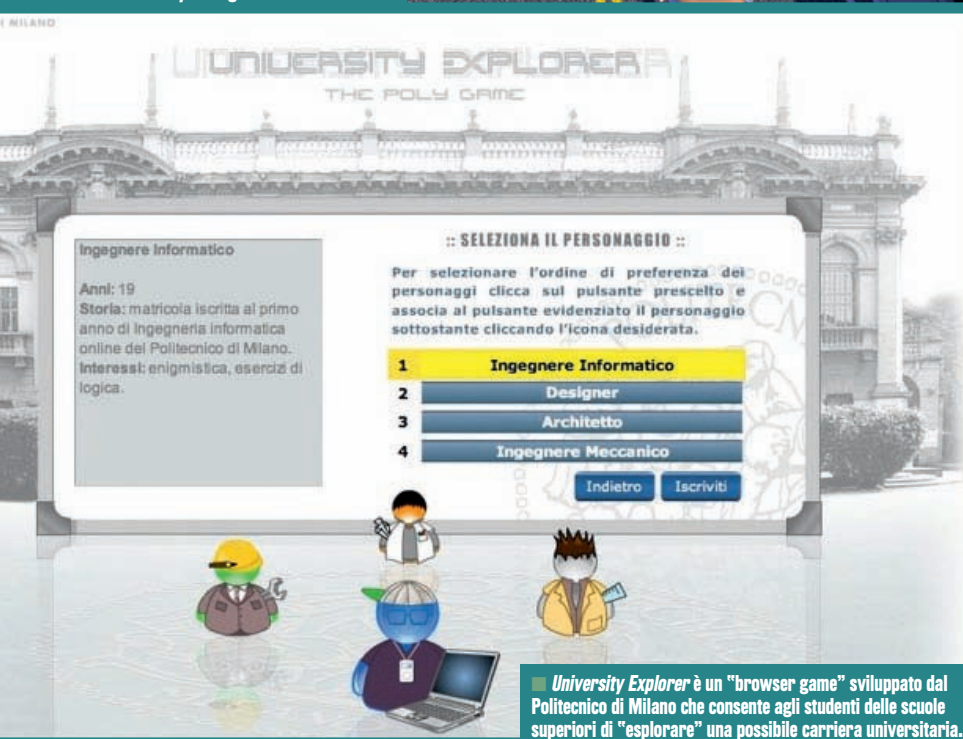 I MILANO
UNIVERSITY EXPLORER
THE POLY GAME
Ingegnere Informatico
Anni: 19
Storia: matricola iscritta al primo
anno di Ingegneria informatica
online del Politecnico di Milano.
Interessi: enigmistica, esercizi di
logica.
:: SELEZIONA IL PERSONAGGIO ::
Per selezionare l'ordine di preferenza dei
personaggi clicca sul pulsante prescelto e
associa al pulsante evidenziato il personaggio
sottostante cliccando l'icona desiderata.
1 Ingegnere Informatico
2 Designer
3 Architetto
4 Ingegnere Meccanico
Indietro Iscriviti
University Explorer è un "browser game" sviluppato dal
Politecnico di Milano che consente agli studenti delle scuole
superiori di "esplorare" una possibile carriera universitaria.